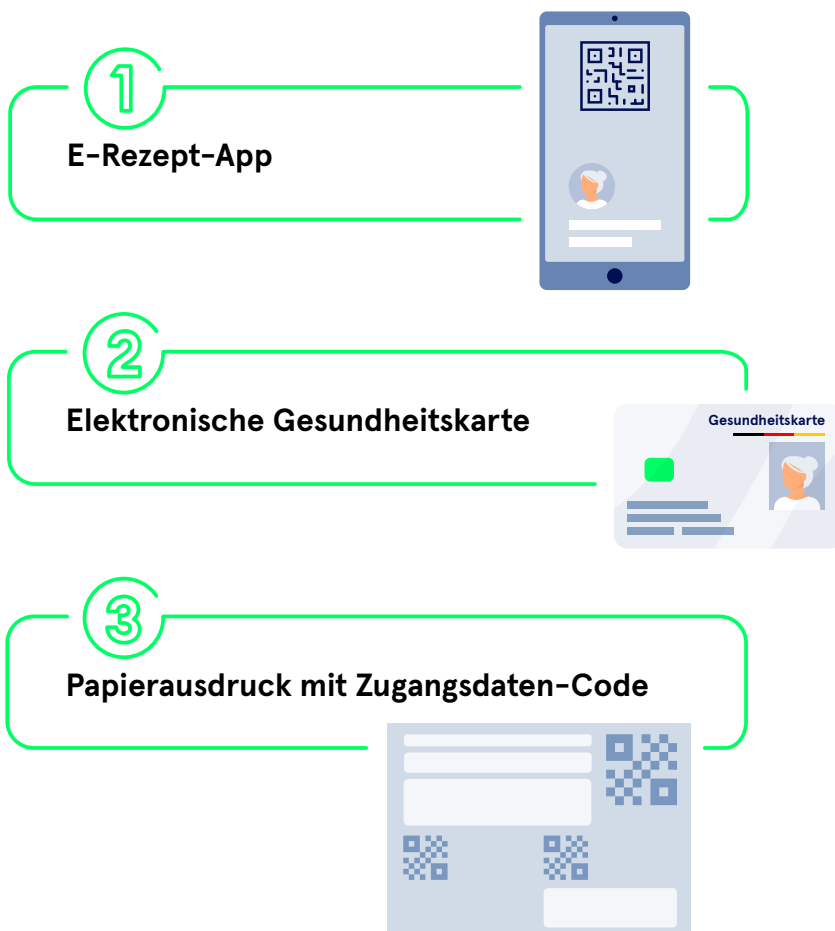 1
E-Rezept-App
2
Elektronische Gesundheitskarte
Gesundheitskarte
3
Papierausdruck mit Zugangsdaten-Code